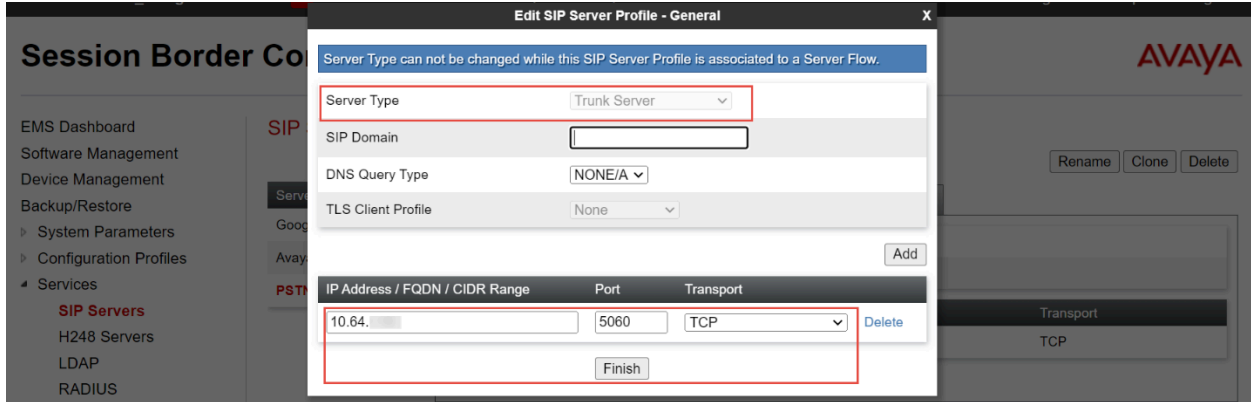 Edit SIP Server Profile - General X
Session Border Co
AVAYA
Server Type can not be changed while this SIP Server Profile is associated to a Server Flow.
Server Type Trunk Server
SIP Domain
DNS Query Type NONE/A
TLS Client Profile None
Add
IP Address / FQDN / CIDR Range Port Transport
10.64. 5060 TCP Delete
Finish
EMS Dashboard
Software Management
Device Management
Backup/Restore
System Parameters
Configuration Profiles
Services
SIP Servers
H248 Servers
LDAP
RADIUS
SIP
Serve
Goog
Avay
PSTN
Rename Clone Delete
Transport
TCP